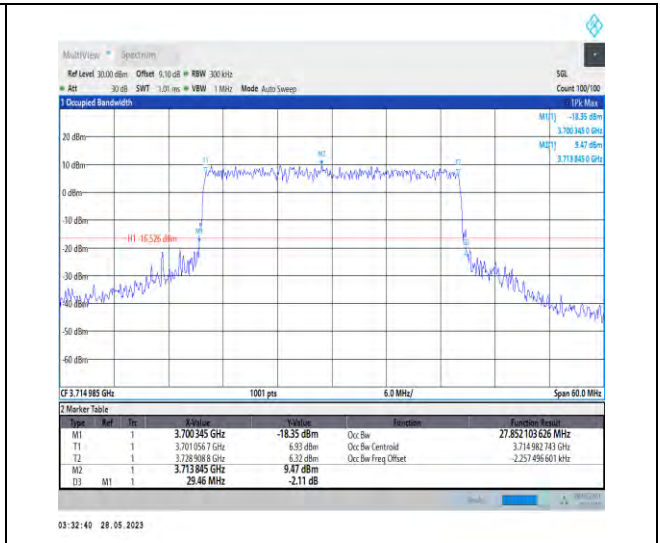 MultiView Spectrum
Ref Level 30.00 dBm Offset 9.10 dB RBW 300 kHz SGL
Att 30 dB SWT 1.01 ms VBW 1 MHz Mode Auto Sweep Count 100/100
1 Occupied Bandwidth 1Pk Max
M1[1] -18.35 dBm
3.700 345 0 GHz
20 dBm M2[1] 9.47 dBm
3.713 845 0 GHz
T1 M2 T2
10 dBm
0 dBm
-10 dBm
H1 -16.526 dBm M1
-20 dBm D3
-30 dBm
-40 dBm
-50 dBm
-60 dBm
CF 3.714 985 GHz 1001 pts 6.0 MHz/ Span 60.0 MHz
2 Marker Table
Type Ref Trc X-Value Y-Value Function Function Result
M1 1 3.700 345 GHz -18.35 dBm Occ Bw 27.852 103 626 MHz
T1 1 3.701 056 7 GHz 6.93 dBm Occ Bw Centroid 3.714 982 743 GHz
T2 1 3.728 908 8 GHz 6.32 dBm Occ Bw Freq Offset -2.257 496 601 kHz
M2 1 3.713 845 GHz 9.47 dBm
D3 M1 1 29.46 MHz -2.11 dB
03:32:40 28.05.2023